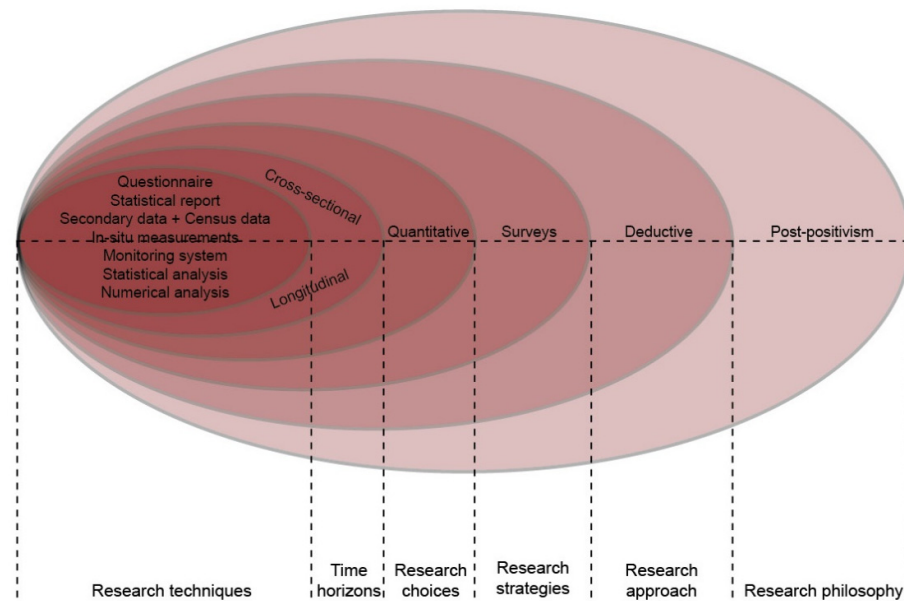 Questionnaire
Statistical report
Secondary data + Census data
In-situ measurements
Monitoring system
Statistical analysis
Numerical analysis
Cross-sectional
Longitudinal
Quantitative
Surveys
Deductive
Post-positivism
Research techniques
Time
horizons
Research
choices
Research
strategies
Research
approach
Research philosophy